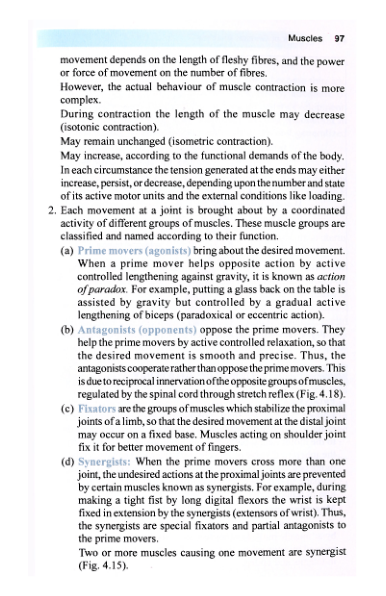 Muscles 97
movement depends on the length of fleshy fibres, and the power
or force of movement on the number of fibres.
However, the actual behaviour of muscle contraction is more
complex.
During contraction the length of the muscle may decrease
(isotonic contraction).
May remain unchanged (isometric contraction).
May increase, according to the functional demands of the body.
In each circumstance the tension generated at the ends may either
increase, persist, or decrease, depending upon the number and state
of its active motor units and the external conditions like loading.
2. Each movement at a joint is brought about by a coordinated
activity of different groups of muscles. These muscle groups are
classified and named according to their function.
(a) Prime movers (agonists) bring about the desired movement.
When a prime mover helps opposite action by active
controlled lengthening against gravity, it is known as action
of paradox. For example, putting a glass back on the table is
assisted by gravity but controlled by a gradual active
lengthening of biceps (paradoxical or eccentric action).
(b) Antagonists (opponents) oppose the prime movers. They
help the prime movers by active controlled relaxation, so that
the desired movement is smooth and precise. Thus, the
antagonists cooperate rather than oppose the prime movers. This
is due to reciprocal innervation of the opposite groups of muscles,
regulated by the spinal cord through stretch reflex (Fig. 4.18).
(c) Fixators are the groups of muscles which stabilize the proximal
joints of a limb, so that the desired movement at the distal joint
may occur on a fixed base. Muscles acting on shoulder joint
fix it for better movement of fingers.
(d) Synergists: When the prime movers cross more than one
joint, the undesired actions at the proximal joints are prevented
by certain muscles known as synergists. For example, during
making a tight fist by long digital flexors the wrist is kept
fixed in extension by the synergists (extensors of wrist). Thus,
the synergists are special fixators and partial antagonists to
the prime movers.
Two or more muscles causing one movement are synergist
(Fig. 4.15).